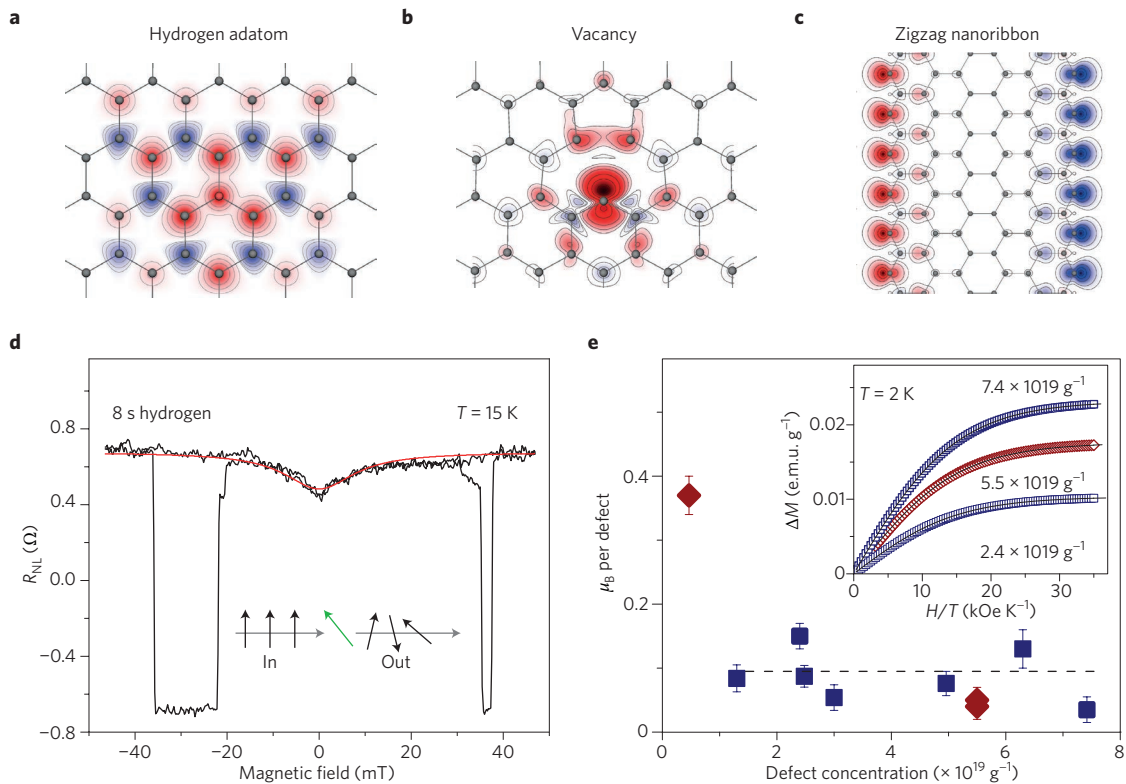 a
Hydrogen adatom
b
Vacancy
c
Zigzag nanoribbon
d
8 s hydrogen
T = 15 K
0.8
0.4
0.0
−0.4
−0.8
R_NL (Ω)
In
Out
−40
−20
0
20
40
Magnetic field (mT)
e
0.4
0.2
0
μ_B per defect
T = 2 K
7.4 × 1019 g⁻¹
5.5 × 1019 g⁻¹
2.4 × 1019 g⁻¹
0.02
0.01
0
ΔM (e.m.u. g⁻¹)
0
10
20
30
H/T (kOe K⁻¹)
0
2
4
6
8
Defect concentration (× 10¹⁹ g⁻¹)